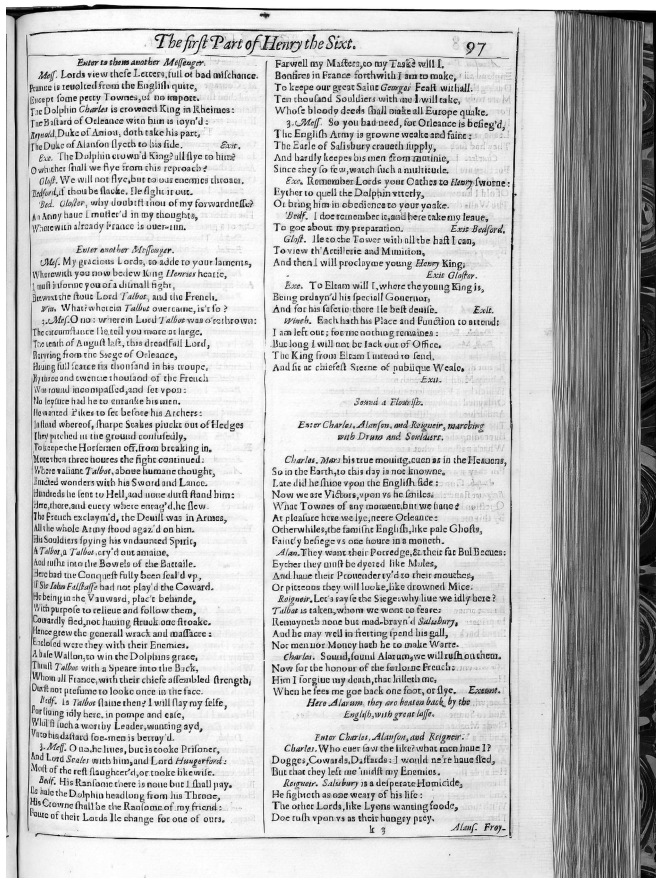 The first Part of Henry the Sixt.
97
Enter to them another Messenger.
Mess. Lords view these Letters, full of bad mischance.
France is reuolted from the English quite,
Except some petty Townes, of no import.
The Dolphin Charles is crowned King in Rheimes:
The Bastard of Orleance with him is ioyn'd:
Reynold, Duke of Aniou, doth take his part,
The Duke of Alanson flyeth to his side. Exit.
Exe. The Dolphin crown'd King? all flye to him?
O whither shall we flye from this reproach?
Glost. We will not flye, but to our enemies throats.
Bedford, if thou be slacke, Ile fight it out.
Bed. Gloster, why doubtst thou of my forwardnesse?
An Army haue I muster'd in my thoughts,
Wherewith already France is ouer-run.
Enter another Messenger.
Mes. My gracious Lords, to adde to your laments,
Wherewith you now bedew King Henries hearse,
I must informe you of a dismall fight,
Betwixt the stout Lord Talbot, and the French.
Win. What? wherein Talbot ouercame, is't so?
2. Mes. O no: wherein Lord Talbot was o'rethrown:
The circumstance Ile tell you more at large.
The tenth of August last, this dreadfull Lord,
Retyring from the Siege of Orleance,
Hauing full scarce six thousand in his troupe,
By three and twentie thousand of the French
Was round incompassed, and set vpon:
No leysure had he to enranke his men.
He wanted Pikes to set before his Archers:
In stead whereof, sharpe Stakes pluckt out of Hedges
They pitched in the ground confusedly,
To keepe the Horsemen off, from breaking in.
More then three houres the fight continued:
Where valiant Talbot, aboue humane thought,
Enacted wonders with his Sword and Lance.
Hundreds he sent to Hell, and none durst stand him:
Here, there, and euery where enrag'd, he slew.
The French exclaym'd, the Deuill was in Armes,
All the whole Army stood agaz'd on him.
His Souldiers spying his vndaunted Spirit,
A Talbot, a Talbot, cry'd out amaine,
And rusht into the Bowels of the Battaile.
Here had the Conquest fully been seal'd vp,
If Sir Iohn Falstaffe had not play'd the Coward.
He being in the Vauward, plac't behinde,
With purpose to relieue and follow them,
Cowardly fled, not hauing struck one stroake.
Hence grew the generall wrack and massacre:
Enclosed were they with their Enemies.
A base Wallon, to win the Dolphins grace,
Thrust Talbot with a Speare into the Back,
Whom all France, with their chiefe assembled strength,
Durst not presume to looke once in the face.
Bedf. Is Talbot slaine then? I will slay my selfe,
For liuing idly here, in pompe and ease,
Whil'st such a worthy Leader, wanting ayd,
Vnto his dastard foe-men is betray'd.
3. Mess. O no, he liues, but is tooke Prisoner,
And Lord Scales with him, and Lord Hungerford:
Most of the rest slaughter'd, or tooke likewise.
Bedf. His Ransome there is none but I shall pay.
Ile hale the Dolphin headlong from his Throne,
His Crowne shall be the Ransome of my friend:
Foure of their Lords Ile change for one of ours.
Farwell my Masters, to my Taske will I,
Bonfires in France forthwith I am to make,
To keepe our great Saint Georges Feast withall.
Ten thousand Souldiers with me I will take,
Whose bloody deeds shall make all Europe quake.
3. Mess. So you had need, for Orleance is besieg'd,
The English Army is growne weake and faint:
The Earle of Salisbury craueth supply,
And hardly keepes his men from mutinie,
Since they so few, watch such a multitude.
Exe. Remember Lords your Oathes to Henry sworne:
Eyther to quell the Dolphin vtterly,
Or bring him in obedience to your yoake.
Bedf. I doe remember it, and here take my leaue,
To goe about my preparation. Exit Bedford.
Glost. Ile to the Tower with all the hast I can,
To view th'Artillerie and Munition,
And then I will proclayme young Henry King.
Exit Gloster.
Exe. To Eltam will I, where the young King is,
Being ordayn'd his speciall Gouernor,
And for his safetie there Ile best deuise. Exit.
Winch. Each hath his Place and Function to attend:
I am left out; for me nothing remaines:
But long I will not be Iack out of Office.
The King from Eltam I intend to send,
And sit at chiefest Sterne of publique Weale.
Exit.
Sound a Flourish.
Enter Charles, Alanson, and Reigneir, marching
with Drum and Souldiers.
Charles. Mars his true mouing, euen as in the Heauens,
So in the Earth, to this day is not knowne.
Late did he shine vpon the English side:
Now we are Victors, vpon vs he smiles.
What Townes of any moment, but we haue?
At pleasure here we lye, neere Orleance:
Otherwhiles, the famisht English, like pale Ghosts,
Faintly besiege vs one houre in a moneth.
Alan. They want their Porredge, & their fat Bul Beeues:
Eyther they must be dyeted like Mules,
And haue their Prouender ty'd to their mouthes,
Or pitteous they will looke, like drowned Mice.
Reigneir. Let's rayse the Siege: why liue we idly here?
Talbot is taken, whom we wont to feare:
Remayneth none but mad-brayn'd Salisbury,
And he may well in fretting spend his gall,
Nor men nor Money hath he to make Warre.
Charles. Sound, sound Alarum, we will rush on them.
Now for the honour of the forlorne French:
Him I forgiue my death, that killeth me,
When he sees me goe back one foot, or flye. Exeunt.
Here Alarum, they are beaten back by the
English, with great losse.
Enter Charles, Alanson, and Reigneir.
Charles. Who euer saw the like? what men haue I?
Dogges, Cowards, Dastards: I would ne're haue fled,
But that they left me 'midst my Enemies.
Reigneir. Salisbury is a desperate Homicide,
He fighteth as one weary of his life:
The other Lords, like Lyons wanting foode,
Doe rush vpon vs as their hungry prey.
k 3
Alans. Froy-